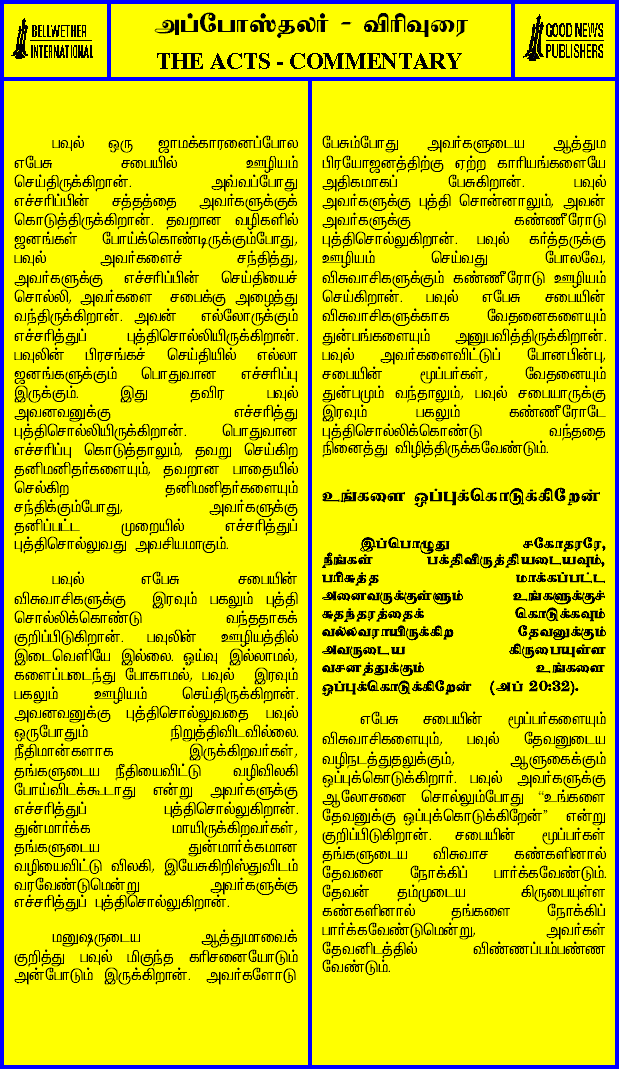 BELLWETHER
INTERNATIONAL
அப்போஸ்தலர் - விரிவுரை
THE ACTS - COMMENTARY
GOOD NEWS
PUBLISHERS
பவுல் ஒரு ஜாமக்காரனைப்போல
எபேசு சபையில் ஊழியம்
செய்திருக்கிறான். அவ்வப்போது
எச்சரிப்பின் சத்தத்தை அவர்களுக்குக்
கொடுத்திருக்கிறான். தவறான வழிகளில்
ஜனங்கள் போய்க்கொண்டிருக்கும்போது,
பவுல் அவர்களைச் சந்தித்து,
அவர்களுக்கு எச்சரிப்பின் செய்தியைச்
சொல்லி, அவர்களை சபைக்கு அழைத்து
வந்திருக்கிறான். அவன் எல்லோருக்கும்
எச்சரித்துப் புத்திசொல்லியிருக்கிறான்.
பவுலின் பிரசங்கச் செய்தியில் எல்லா
ஜனங்களுக்கும் பொதுவான எச்சரிப்பு
இருக்கும். இது தவிர பவுல்
அவனவனுக்கு எச்சரித்து
புத்திசொல்லியிருக்கிறான். பொதுவான
எச்சரிப்பு கொடுத்தாலும், தவறு செய்கிற
தனிமனிதர்களையும், தவறான பாதையில்
செல்கிற தனிமனிதர்களையும்
சந்திக்கும்போது, அவர்களுக்கு
தனிப்பட்ட முறையில் எச்சரித்துப்
புத்திசொல்லுவது அவசியமாகும்.
பவுல் எபேசு சபையின்
விசுவாசிகளுக்கு இரவும் பகலும் புத்தி
சொல்லிக்கொண்டு வந்ததாகக்
குறிப்பிடுகிறான். பவுலின் ஊழியத்தில்
இடைவெளியே இல்லை. ஓய்வு இல்லாமல்,
களைப்படைந்து போகாமல், பவுல் இரவும்
பகலும் ஊழியம் செய்திருக்கிறான்.
அவனவனுக்கு புத்திசொல்லுவதை பவுல்
ஒருபோதும் நிறுத்திவிடவில்லை.
நீதிமான்களாக இருக்கிறவர்கள்,
தங்களுடைய நீதியைவிட்டு வழிவிலகி
போய்விடக்கூடாது என்று அவர்களுக்கு
எச்சரித்துப் புத்திசொல்லுகிறான்.
துன்மார்க்க மாயிருக்கிறவர்கள்,
தங்களுடைய துன்மார்க்கமான
வழியைவிட்டு விலகி, இயேசுகிறிஸ்துவிடம்
வரவேண்டுமென்று அவர்களுக்கு
எச்சரித்துப் புத்திசொல்லுகிறான்.
மனுஷருடைய ஆத்துமாவைக்
குறித்து பவுல் மிகுந்த கரிசனையோடும்
அன்போடும் இருக்கிறான். அவர்களோடு
பேசும்போது அவர்களுடைய ஆத்தும
பிரயோஜனத்திற்கு ஏற்ற காரியங்களையே
அதிகமாகப் பேசுகிறான். பவுல்
அவர்களுக்கு புத்தி சொன்னாலும், அவன்
அவர்களுக்கு கண்ணீரோடு
புத்திசொல்லுகிறான். பவுல் கர்த்தருக்கு
ஊழியம் செய்வது போலவே,
விசுவாசிகளுக்கும் கண்ணீரோடு ஊழியம்
செய்கிறான். பவுல் எபேசு சபையின்
விசுவாசிகளுக்காக வேதனைகளையும்
துன்பங்களையும் அனுபவித்திருக்கிறான்.
பவுல் அவர்களைவிட்டுப் போனபின்பு,
சபையின் மூப்பர்கள், வேதனையும்
துன்பமும் வந்தாலும், பவுல் சபையாருக்கு
இரவும் பகலும் கண்ணீரோடே
புத்திசொல்லிக்கொண்டு வந்ததை
நினைத்து விழித்திருக்கவேண்டும்.
உங்களை ஒப்புக்கொடுக்கிறேன்
இப்பொழுது சகோதரரே,
நீங்கள் பக்திவிருத்தியடையவும்,
பரிசுத்த மாக்கப்பட்ட
அனைவருக்குள்ளும் உங்களுக்குச்
சுதந்தரத்தைக் கொடுக்கவும்
வல்லவராயிருக்கிற தேவனுக்கும்
அவருடைய கிருபையுள்ள
வசனத்துக்கும் உங்களை
ஒப்புக்கொடுக்கிறேன் (அப் 20:32).
எபேசு சபையின் மூப்பர்களையும்
விசுவாசிகளையும், பவுல் தேவனுடைய
வழிநடத்துதலுக்கும், ஆளுகைக்கும்
ஒப்புக்கொடுக்கிறார். பவுல் அவர்களுக்கு
ஆலோசனை சொல்லும்போது “உங்களை
தேவனுக்கு ஒப்புக்கொடுக்கிறேன்” என்று
குறிப்பிடுகிறான். சபையின் மூப்பர்கள்
தங்களுடைய விசுவாச கண்களினால்
தேவனை நோக்கிப் பார்க்கவேண்டும்.
தேவன் தம்முடைய கிருபையுள்ள
கண்களினால் தங்களை நோக்கிப்
பார்க்கவேண்டுமென்று, அவர்கள்
தேவனிடத்தில் விண்ணப்பம்பண்ண
வேண்டும்.